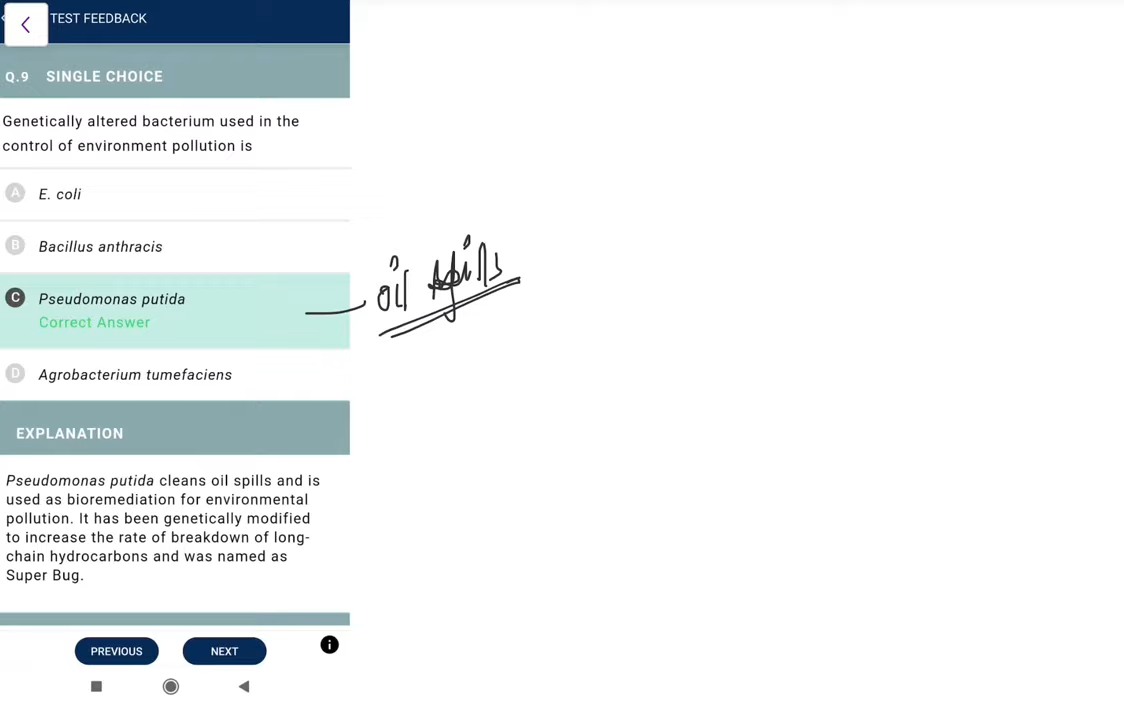 TEST FEEDBACK
Q.9 SINGLE CHOICE
Genetically altered bacterium used in the
control of environment pollution is
A E. coli
B Bacillus anthracis
C Pseudomonas putida
Correct Answer
oil spills
D Agrobacterium tumefaciens
EXPLANATION
Pseudomonas putida cleans oil spills and is
used as bioremediation for environmental
pollution. It has been genetically modified
to increase the rate of breakdown of long-
chain hydrocarbons and was named as
Super Bug.
PREVIOUS NEXT i